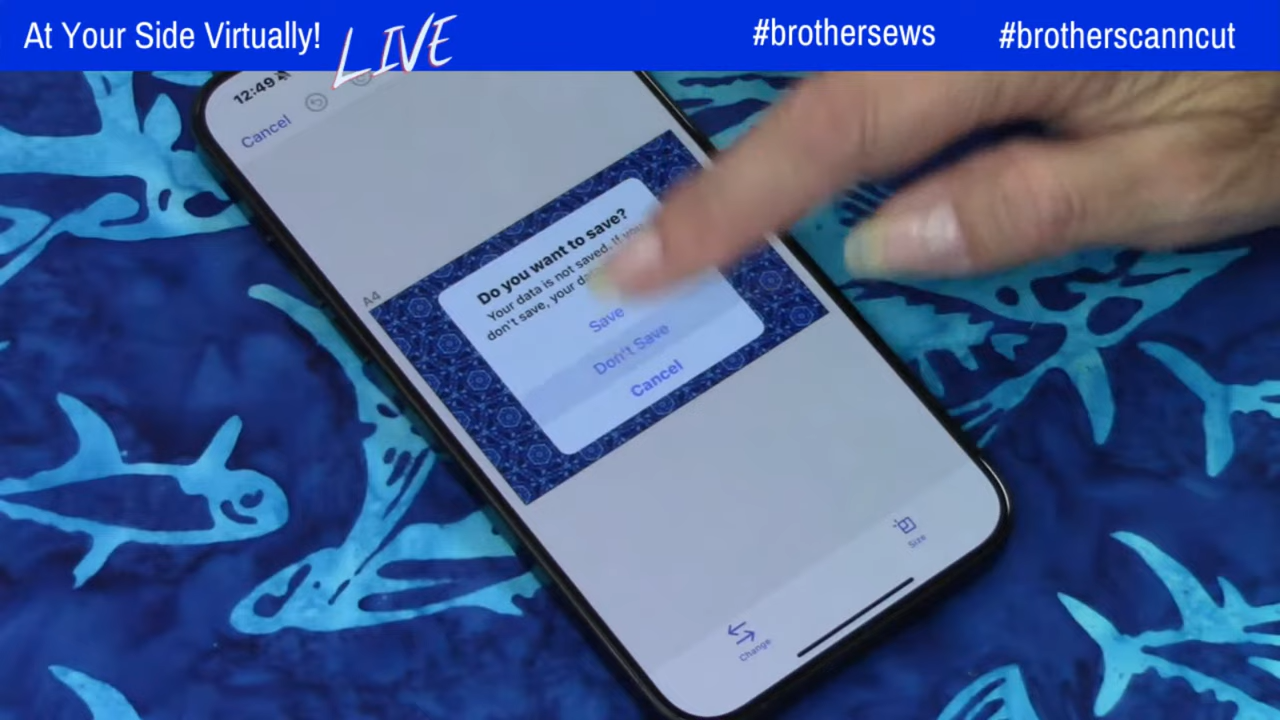 At Your Side Virtually!
LIVE
#brothersews
#brotherscanncut
12:49
Cancel
A4
Do you want to save?
Your data is not saved. If you
don't save, your
Save
Don't Save
Cancel
Size
Change